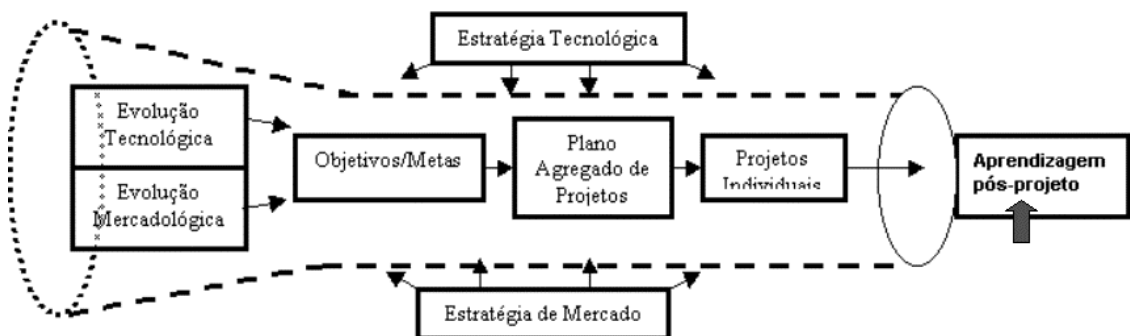 Estratégia Tecnológica
Evolução
Tecnológica
Evolução
Mercadológica
Objetivos/Metas
Plano
Agregado de
Projetos
Projetos
Individuais
Aprendizagem
pós-projeto
Estratégia de Mercado